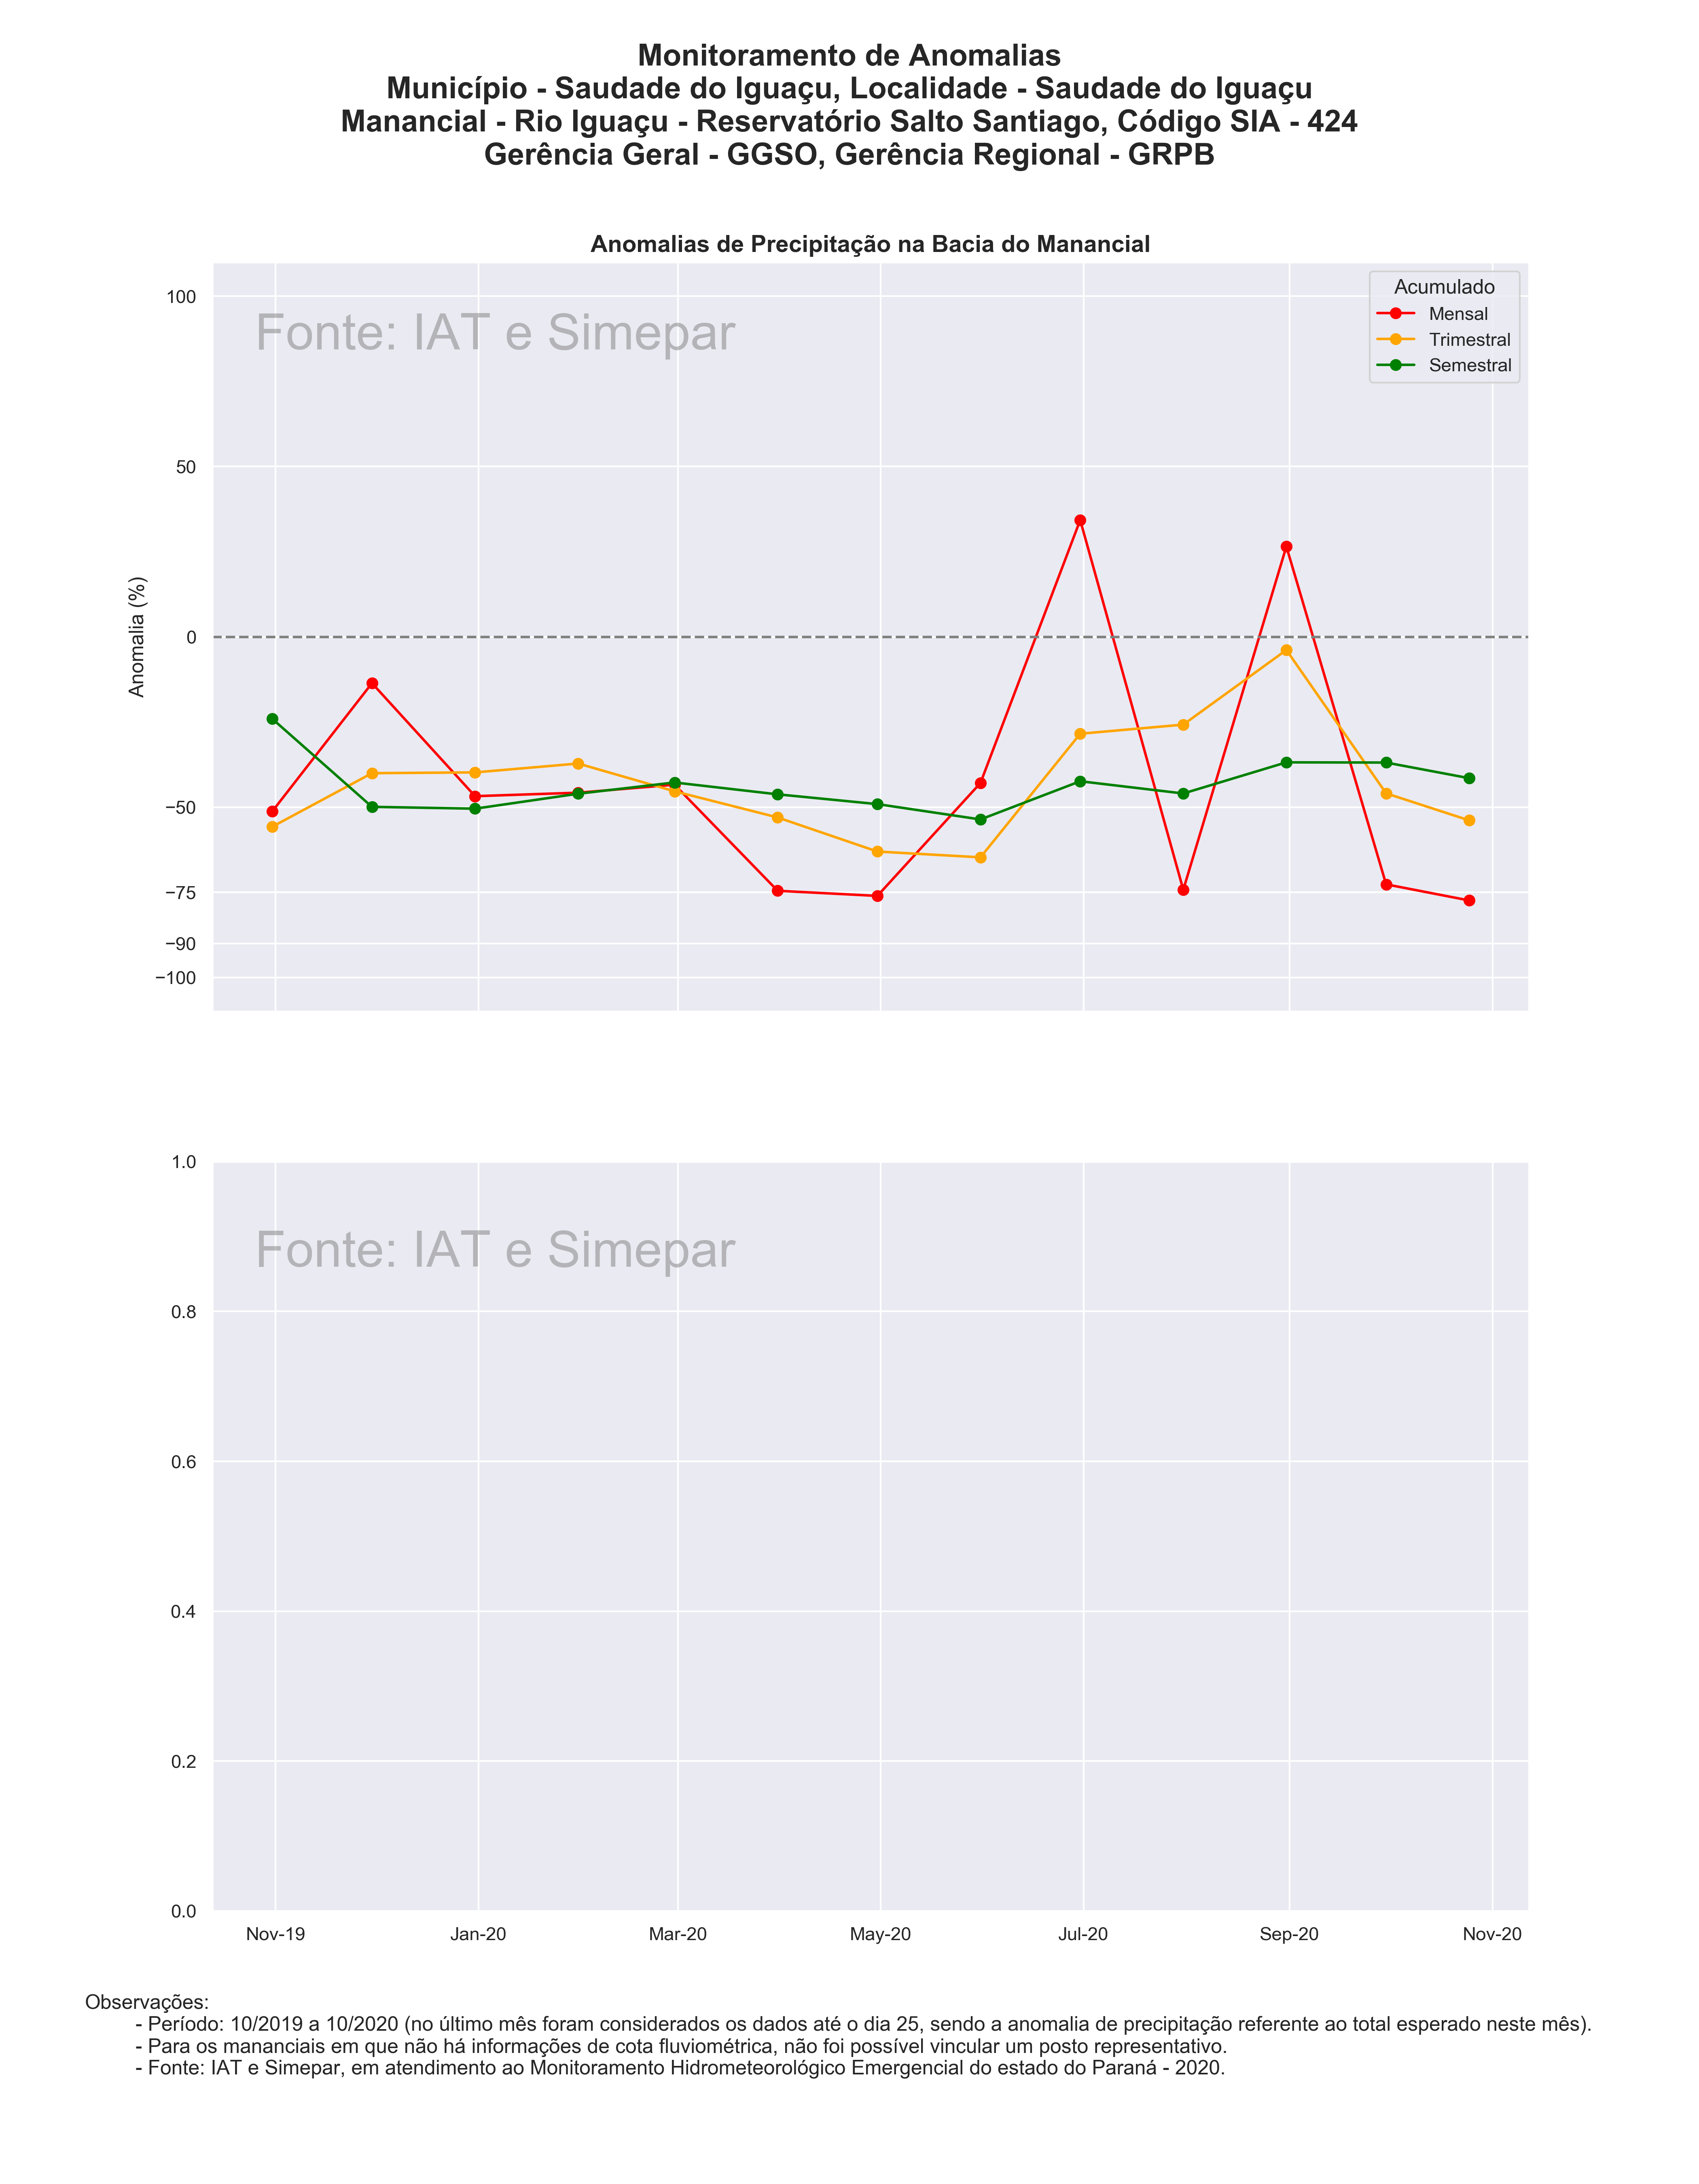 Monitoramento de Anomalias
Município - Saudade do Iguaçu, Localidade - Saudade do Iguaçu
Manancial - Rio Iguaçu - Reservatório Salto Santiago, Código SIA - 424
Gerência Geral - GGSO, Gerência Regional - GRPB
Anomalias de Precipitação na Bacia do Manancial
Fonte: IAT e Simepar
Acumulado
Mensal
Trimestral
Semestral
Anomalia (%)
100
50
0
−50
−75
−90
−100
Fonte: IAT e Simepar
1.0
0.8
0.6
0.4
0.2
0.0
Nov-19 Jan-20 Mar-20 May-20 Jul-20 Sep-20 Nov-20
Observações:
- Período: 10/2019 a 10/2020 (no último mês foram considerados os dados até o dia 25, sendo a anomalia de precipitação referente ao total esperado neste mês).
- Para os mananciais em que não há informações de cota fluviométrica, não foi possível vincular um posto representativo.
- Fonte: IAT e Simepar, em atendimento ao Monitoramento Hidrometeorológico Emergencial do estado do Paraná - 2020.